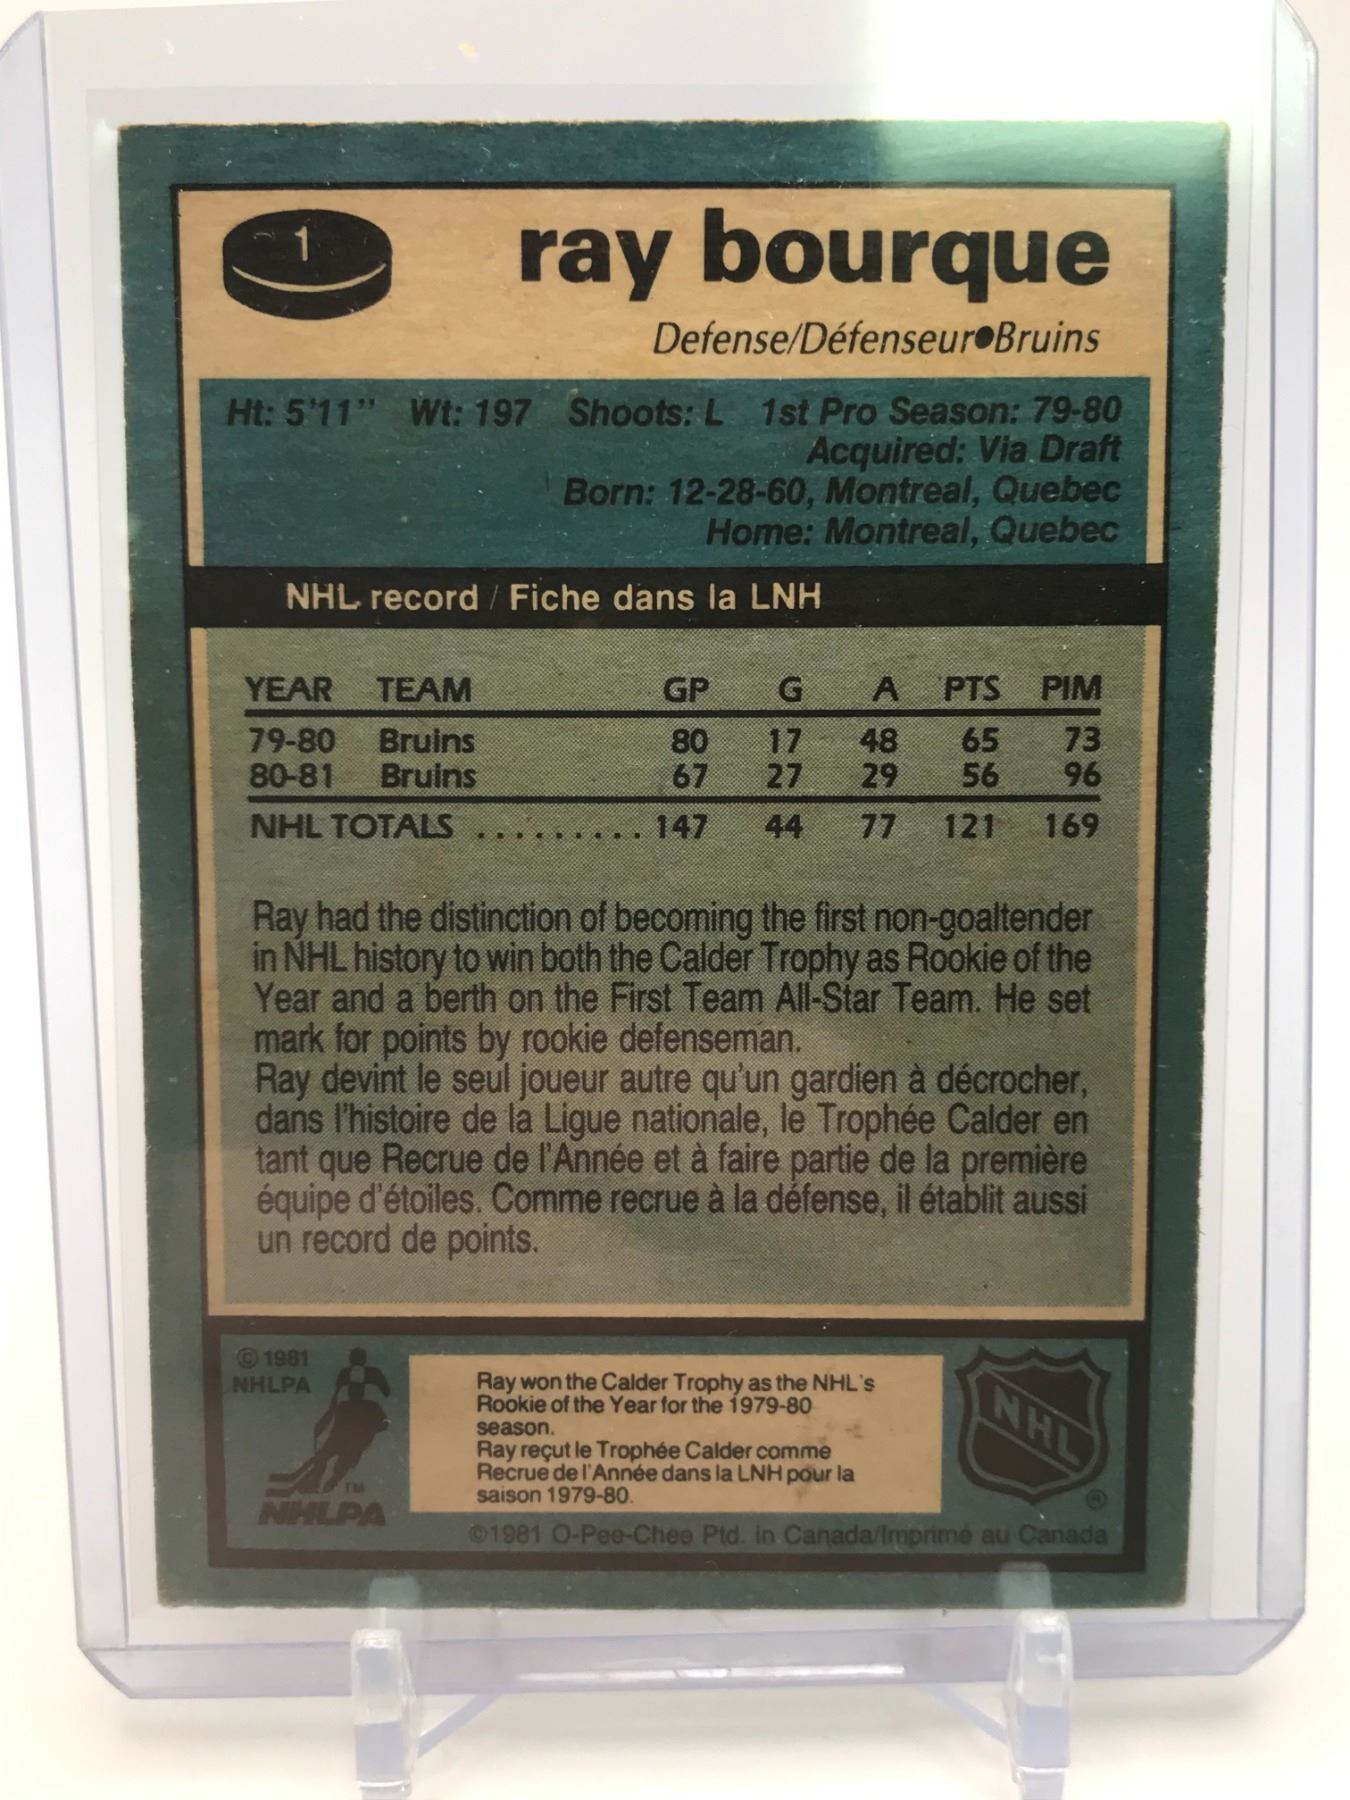 1
ray bourque
Defense/Défenseur●Bruins
Ht: 5'11" Wt: 197 Shoots: L 1st Pro Season: 79-80
Acquired: Via Draft
Born: 12-28-60, Montreal, Quebec
Home: Montreal, Quebec
NHL record / Fiche dans la LNH
YEAR TEAM GP G A PTS PIM
79-80 Bruins 80 17 48 65 73
80-81 Bruins 67 27 29 56 96
NHL TOTALS ......... 147 44 77 121 169
Ray had the distinction of becoming the first non-goaltender
in NHL history to win both the Calder Trophy as Rookie of the
Year and a berth on the First Team All-Star Team. He set
mark for points by rookie defenseman.
Ray devint le seul joueur autre qu'un gardien à décrocher,
dans l'histoire de la Ligue nationale, le Trophée Calder en
tant que Recrue de l'Année et à faire partie de la première
équipe d'étoiles. Comme recrue à la défense, il établit aussi
un record de points.
© 1981
NHLPA
TM
NHLPA
Ray won the Calder Trophy as the NHL's
Rookie of the Year for the 1979-80
season.
Ray reçut le Trophée Calder comme
Recrue de l'Année dans la LNH pour la
saison 1979-80.
NHL
®
©1981 O-Pee-Chee Ptd. in Canada/Imprimé au Canada